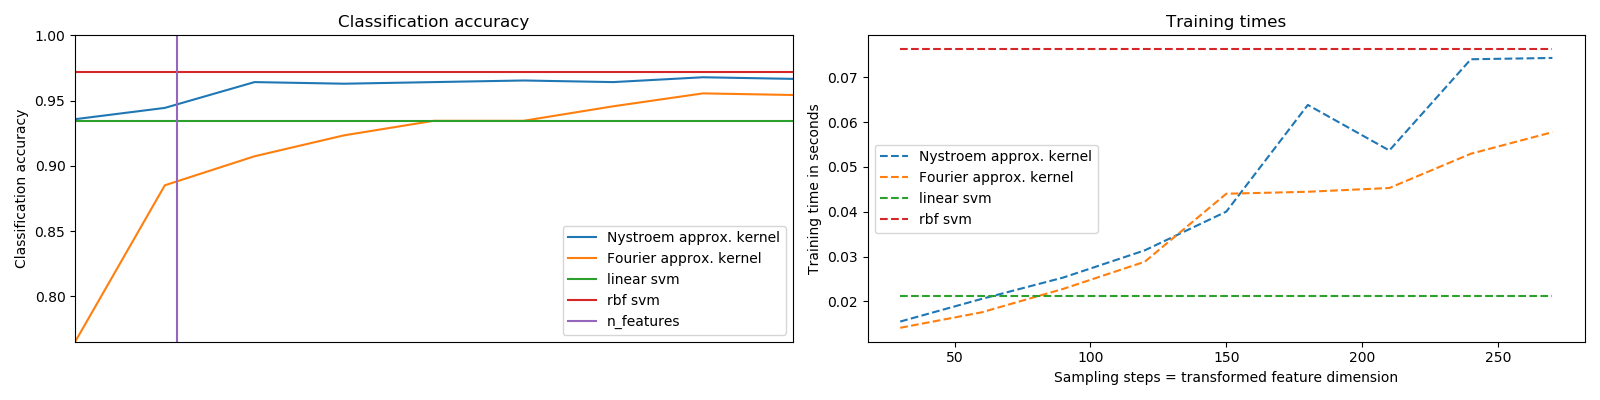 Classification accuracy
Classification accuracy
1.00
0.95
0.90
0.85
0.80
Nystroem approx. kernel
Fourier approx. kernel
linear svm
rbf svm
n_features
Training times
Training time in seconds
0.07
0.06
0.05
0.04
0.03
0.02
Nystroem approx. kernel
Fourier approx. kernel
linear svm
rbf svm
50 100 150 200 250
Sampling steps = transformed feature dimension